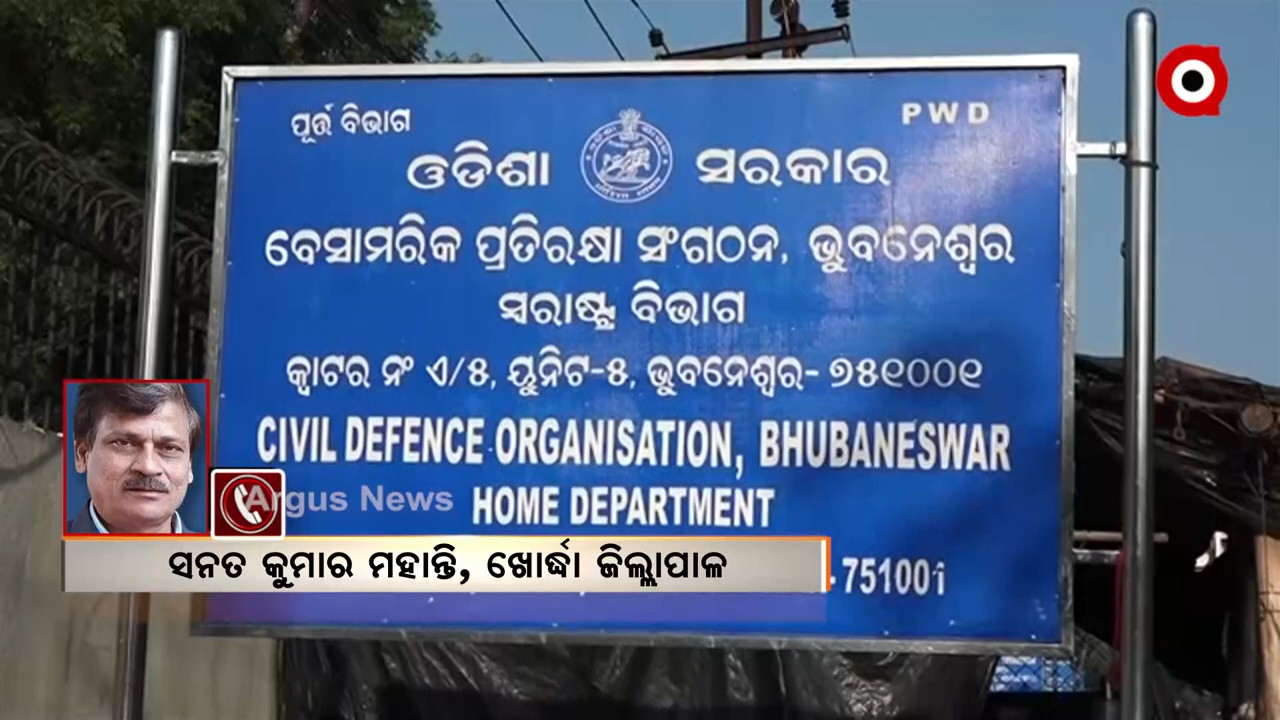 ପୂର୍ତ୍ତ ବିଭାଗ
PWD
ଓଡିଶା ସରକାର
ବେସାମରିକ ପ୍ରତିରକ୍ଷା ସଂଗଠନ, ଭୁବନେଶ୍ୱର
ସ୍ୱରାଷ୍ଟ୍ର ବିଭାଗ
କ୍ୱାଟର ନଂ ଏ/୫, ୟୁନିଟ-୫, ଭୁବନେଶ୍ୱର- ୭୫୧୦୦୧
CIVIL DEFENCE ORGANISATION, BHUBANESWAR
Argus News
HOME DEPARTMENT
ସନତ କୁମାର ମହାନ୍ତି, ଖୋର୍ଦ୍ଧା ଜିଲ୍ଲାପାଳ
- 751001